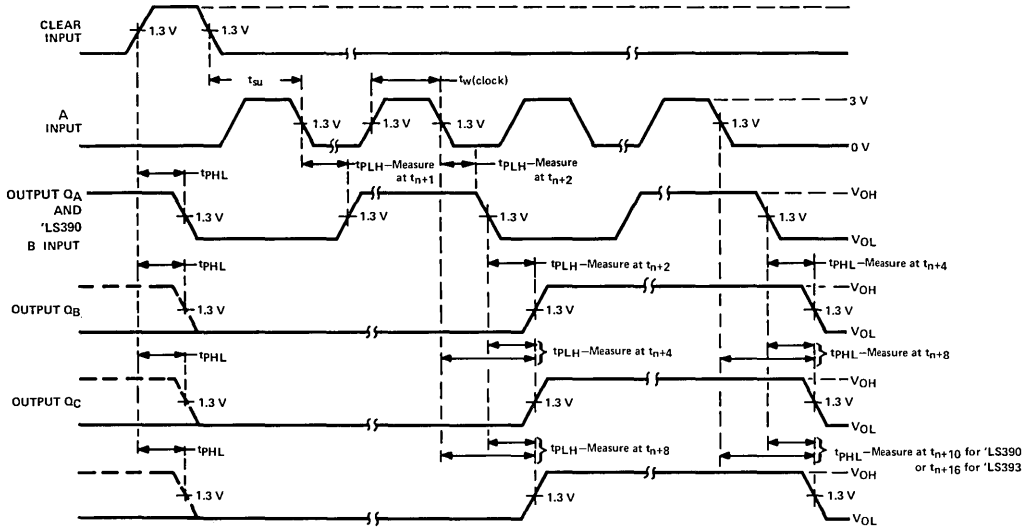 CLEAR
INPUT
1.3 V
1.3 V
tsu
tw(clock)
A
INPUT
1.3 V
1.3 V
1.3 V
1.3 V
3 V
0 V
tPHL
tPLH–Measure
at tn+1
tPLH–Measure
at tn+2
OUTPUT QA
AND
'LS390
B INPUT
1.3 V
1.3 V
1.3 V
1.3 V
VOH
VOL
tPHL
tPLH–Measure at tn+2
tPHL–Measure at tn+4
OUTPUT QB
1.3 V
1.3 V
1.3 V
VOH
VOL
tPHL
tPLH–Measure at tn+4
tPHL–Measure at tn+8
OUTPUT QC
1.3 V
1.3 V
1.3 V
VOH
VOL
tPHL
tPLH–Measure at tn+8
tPHL–Measure at tn+10 for 'LS390
or tn+16 for 'LS393
1.3 V
1.3 V
1.3 V
VOH
VOL